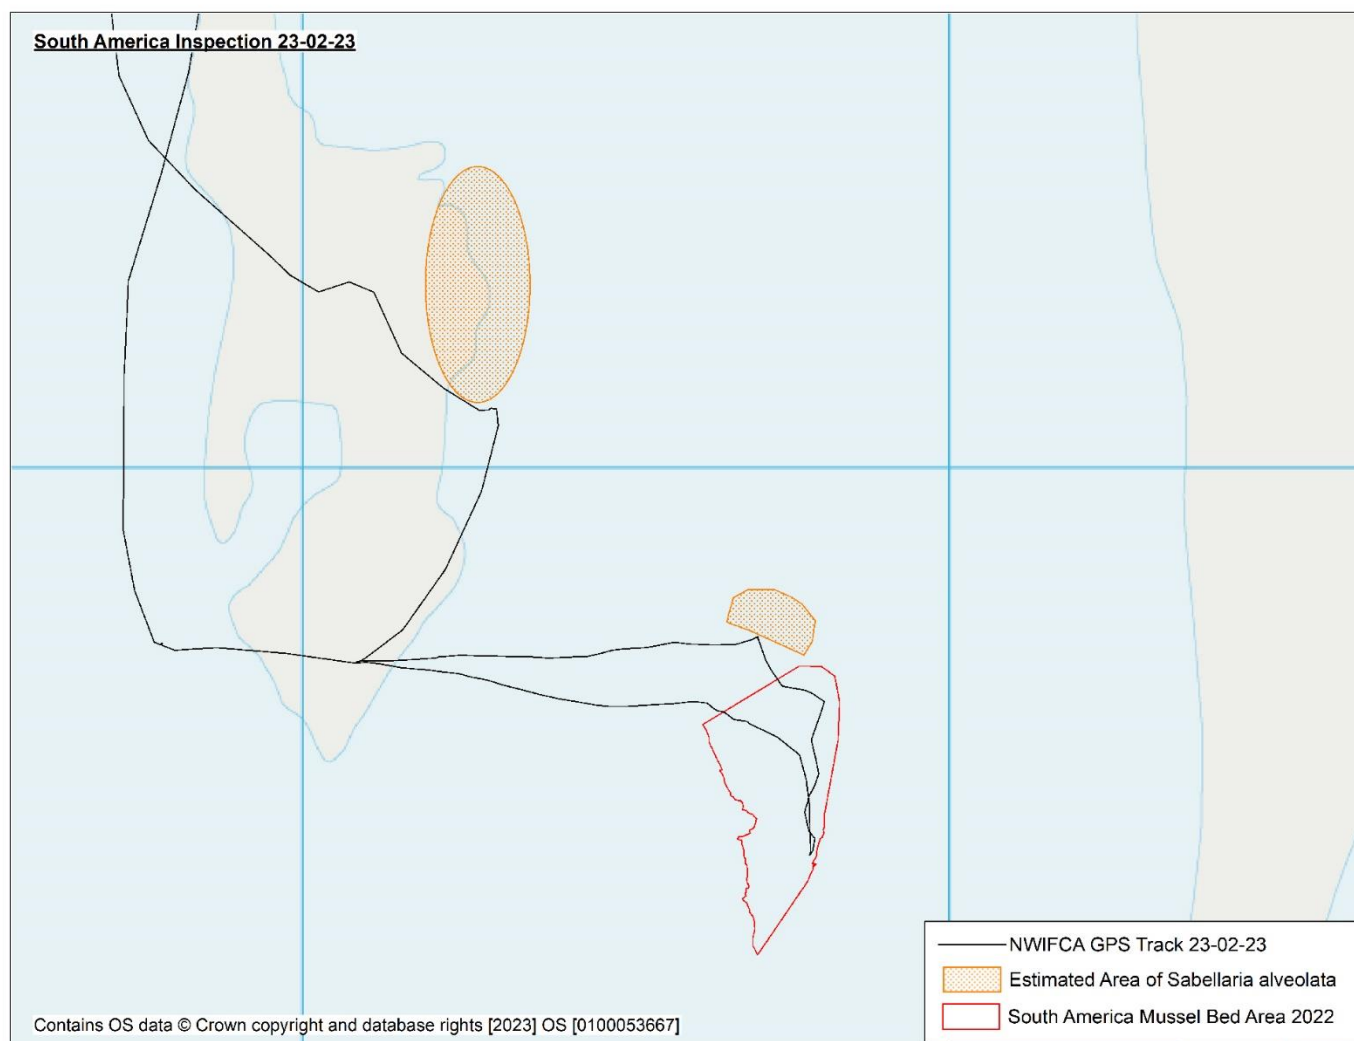 South America Inspection 23-02-23
NWIFCA GPS Track 23-02-23
Estimated Area of Sabellaria alveolata
South America Mussel Bed Area 2022
Contains OS data © Crown copyright and database rights [2023] OS [0100053667]